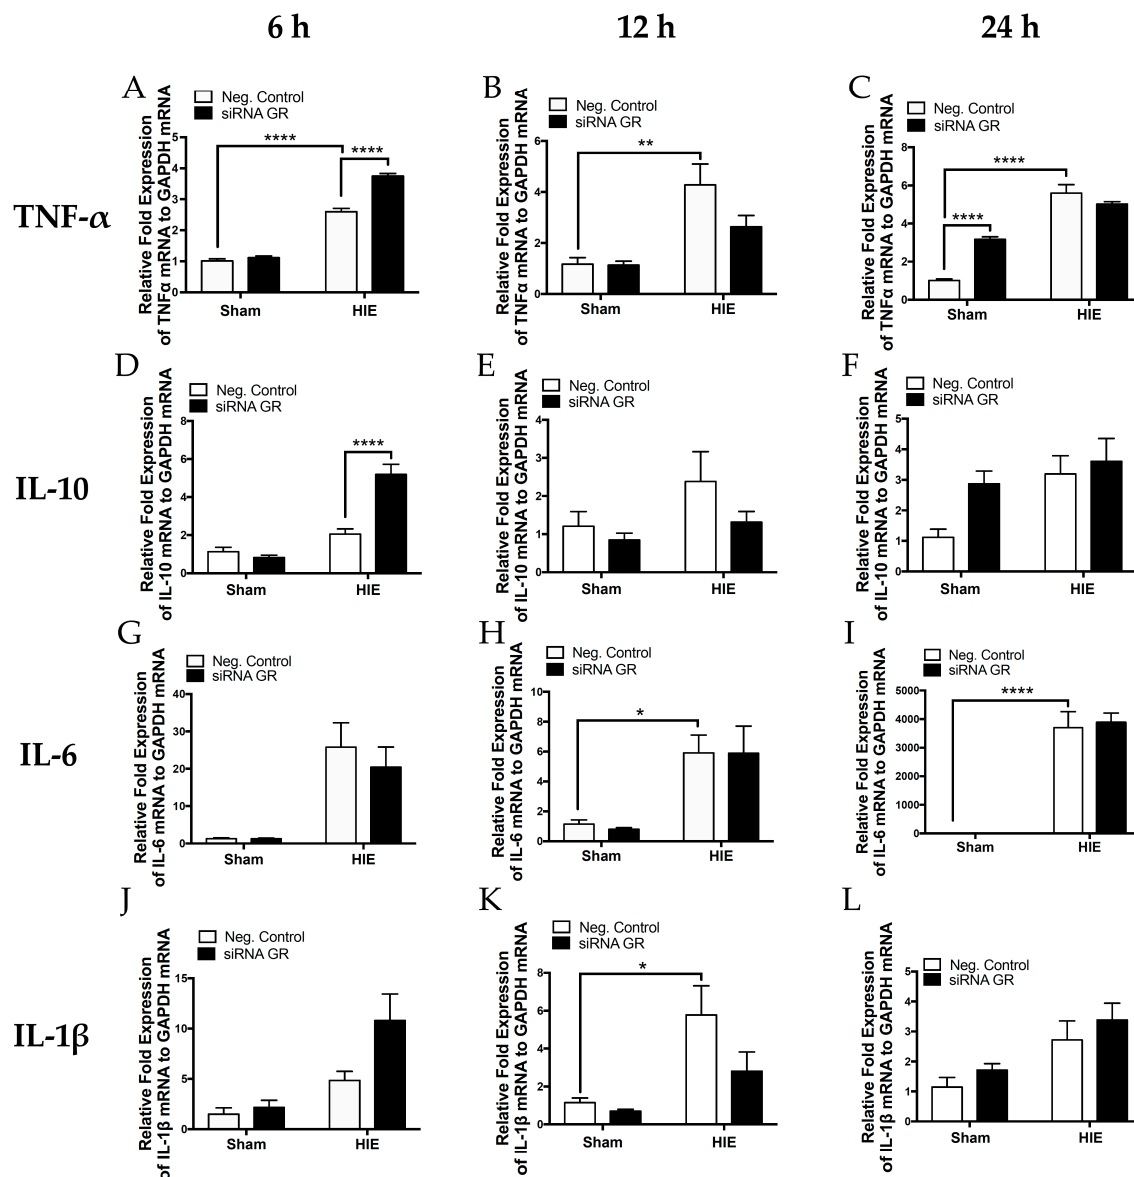 6 h
12 h
24 h
TNF-α
A
Neg. Control
siRNA GR
Relative Fold Expression
of TNFα mRNA to GAPDH mRNA
5
4
3
2
1
0
****
****
Sham
HIE
B
Neg. Control
siRNA GR
Relative Fold Expression
of TNFα mRNA to GAPDH mRNA
6
4
2
0
**
Sham
HIE
C
Neg. Control
siRNA GR
Relative Fold Expression
of TNFα mRNA to GAPDH mRNA
8
6
4
2
0
****
****
Sham
HIE
IL-10
D
Neg. Control
siRNA GR
Relative Fold Expression
of IL-10 mRNA to GAPDH mRNA
8
6
4
2
0
****
Sham
HIE
E
Neg. Control
siRNA GR
Relative Fold Expression
of IL-10 mRNA to GAPDH mRNA
4
3
2
1
0
Sham
HIE
F
Neg. Control
siRNA GR
Relative Fold Expression
of IL-10 mRNA to GAPDH mRNA
5
4
3
2
1
0
Sham
HIE
IL-6
G
Neg. Control
siRNA GR
Relative Fold Expression
of IL-6 mRNA to GAPDH mRNA
40
30
20
10
0
Sham
HIE
H
Neg. Control
siRNA GR
Relative Fold Expression
of IL-6 mRNA to GAPDH mRNA
10
8
6
4
2
0
*
Sham
HIE
I
Neg. Control
siRNA GR
Relative Fold Expression
of IL-6 mRNA to GAPDH mRNA
5000
4000
3000
2000
1000
0
****
Sham
HIE
IL-1β
J
Neg. Control
siRNA GR
Relative Fold Expression
of IL-1β mRNA to GAPDH mRNA
15
10
5
0
Sham
HIE
K
Neg. Control
siRNA GR
Relative Fold Expression
of IL-1β mRNA to GAPDH mRNA
8
6
4
2
0
*
Sham
HIE
L
Neg. Control
siRNA GR
Relative Fold Expression
of IL-1β mRNA to GAPDH mRNA
5
4
3
2
1
0
Sham
HIE